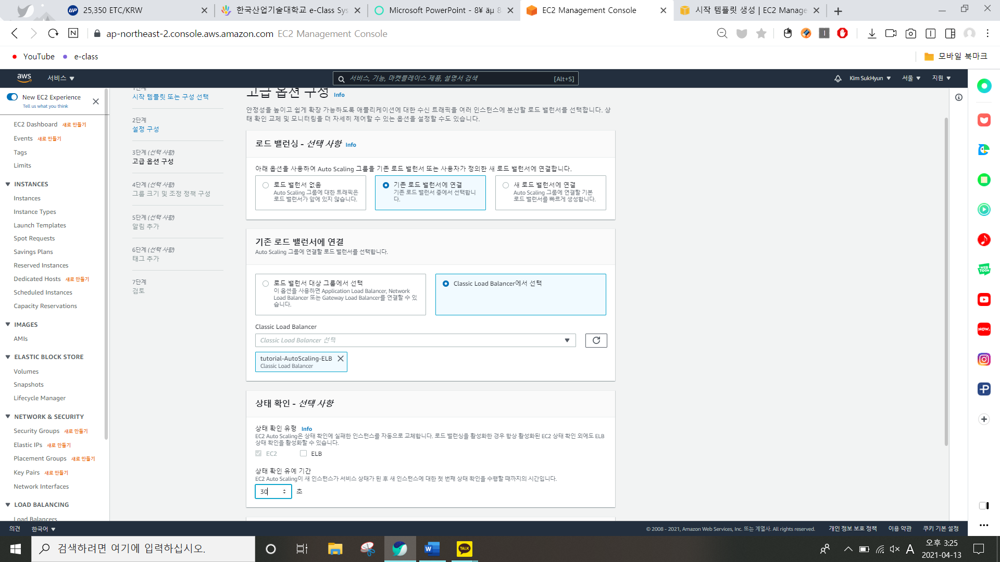 25,350 ETC/KRW
한국산업기술대학교 e-Class Sys
Microsoft PowerPoint - 8¥ äµ 8
EC2 Management Console
시작 템플릿 생성 | EC2 Manage
ap-northeast-2.console.aws.amazon.com EC2 Management Console
YouTube
e-class
모바일 북마크
aws
서비스
서비스, 기능, 마켓플레이스 제품, 설명서 검색
[Alt+S]
Kim SukHyun
서울
지원
New EC2 Experience
Tell us what you think
EC2 Dashboard 새로 만들기
Events 새로 만들기
Tags
Limits
INSTANCES
Instances
Instance Types
Launch Templates
Spot Requests
Savings Plans
Reserved Instances
Dedicated Hosts 새로 만들기
Scheduled Instances
Capacity Reservations
IMAGES
AMIs
ELASTIC BLOCK STORE
Volumes
Snapshots
Lifecycle Manager
NETWORK & SECURITY
Security Groups 새로 만들기
Elastic IPs 새로 만들기
Placement Groups 새로 만들기
Key Pairs 새로 만들기
Network Interfaces
LOAD BALANCING
Load Balancers
1단계
시작 템플릿 또는 구성 선택
2단계
설정 구성
3단계 (선택 사항)
고급 옵션 구성
4단계 (선택 사항)
그룹 크기 및 조정 정책 구성
5단계 (선택 사항)
알림 추가
6단계 (선택 사항)
태그 추가
7단계
검토
고급 옵션 구성 Info
안정성을 높이고 쉽게 확장 가능하도록 애플리케이션에 대한 수신 트래픽을 여러 인스턴스에 분산할 로드 밸런서를 선택합니다. 상
태 확인 교체 및 모니터링을 더 자세히 제어할 수 있는 옵션을 설정할 수도 있습니다.
로드 밸런싱 - 선택 사항 Info
아래 옵션을 사용하여 Auto Scaling 그룹을 기존 로드 밸런서 또는 사용자가 정의한 새 로드 밸런서에 연결합니다.
로드 밸런서 없음
Auto Scaling 그룹에 대한 트래픽은
로드 밸런서가 앞에 있지 않습니다.
기존 로드 밸런서에 연결
기존 로드 밸런서 중에서 선택합니
다.
새 로드 밸런서에 연결
Auto Scaling 그룹에 연결할 기본
로드 밸런서를 빠르게 생성합니다.
기존 로드 밸런서에 연결
Auto Scaling 그룹에 연결할 로드 밸런서를 선택합니다.
로드 밸런서 대상 그룹에서 선택
이 옵션을 사용하면 Application Load Balancer, Network
Load Balancer 또는 Gateway Load Balancer를 연결할 수 있
습니다.
Classic Load Balancer에서 선택
Classic Load Balancer
Classic Load Balancer 선택
tutorial-AutoScaling-ELB
Classic Load Balancer
상태 확인 - 선택 사항
상태 확인 유형 Info
EC2 Auto Scaling은 상태 확인에 실패한 인스턴스를 자동으로 교체합니다. 로드 밸런싱을 활성화한 경우 항상 활성화된 EC2 상태 확인 외에도 ELB
상태 확인을 활성화할 수 있습니다.
EC2
ELB
상태 확인 유예 기간
EC2 Auto Scaling이 새 인스턴스가 서비스 상태가 된 후 새 인스턴스에 대한 첫 번째 상태 확인을 수행할 때까지의 시간입니다.
30 초
WEB
TOON
NOW.
의견
한국어
© 2008 - 2021, Amazon Web Services, Inc. 또는 계열사. All rights reserved.
개인 정보 보호 정책
이용 약관
쿠키 기본 설정
검색하려면 여기에 입력하십시오.
TALK
A
오후 3:25
2021-04-13